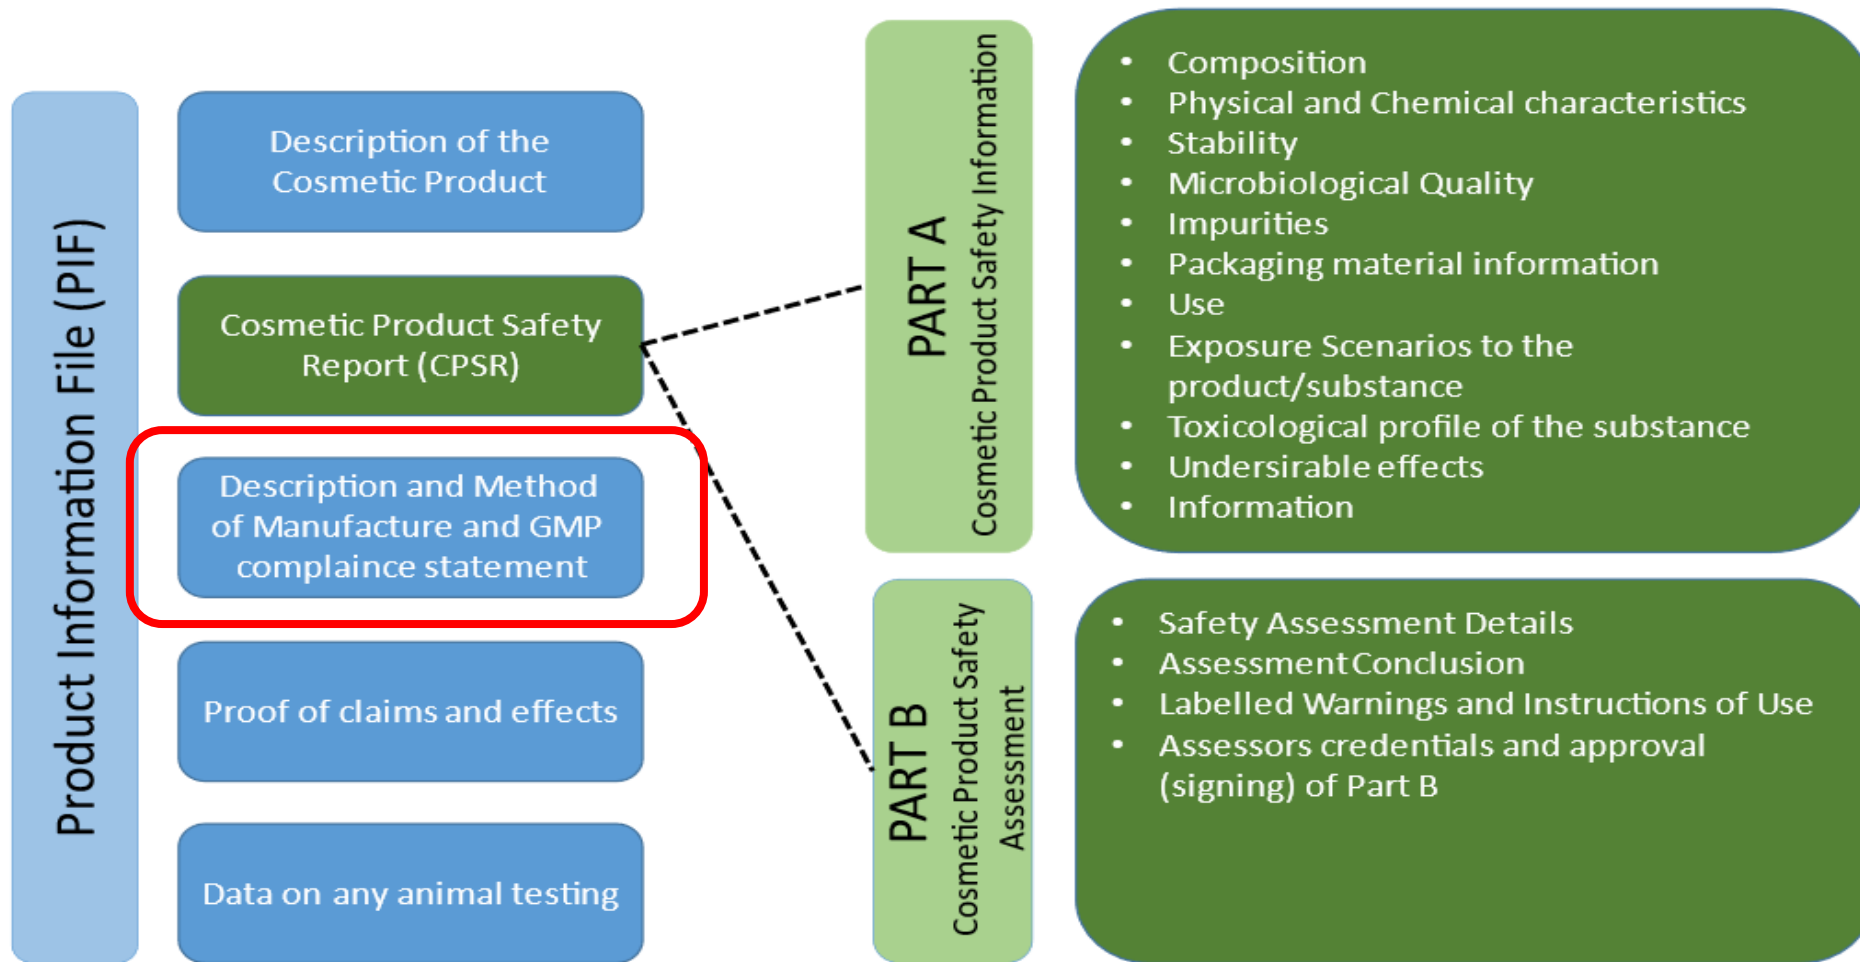 Product Information File (PIF)
Description of the
Cosmetic Product
Cosmetic Product Safety
Report (CPSR)
Description and Method
of Manufacture and GMP
complaince statement
Proof of claims and effects
Data on any animal testing
PART A
Cosmetic Product Safety Information
• Composition
• Physical and Chemical characteristics
• Stability
• Microbiological Quality
• Impurities
• Packaging material information
• Use
• Exposure Scenarios to the
product/substance
• Toxicological profile of the substance
• Undersirable effects
• Information
PART B
Cosmetic Product Safety
Assessment
• Safety Assessment Details
• Assessment Conclusion
• Labelled Warnings and Instructions of Use
• Assessors credentials and approval
(signing) of Part B